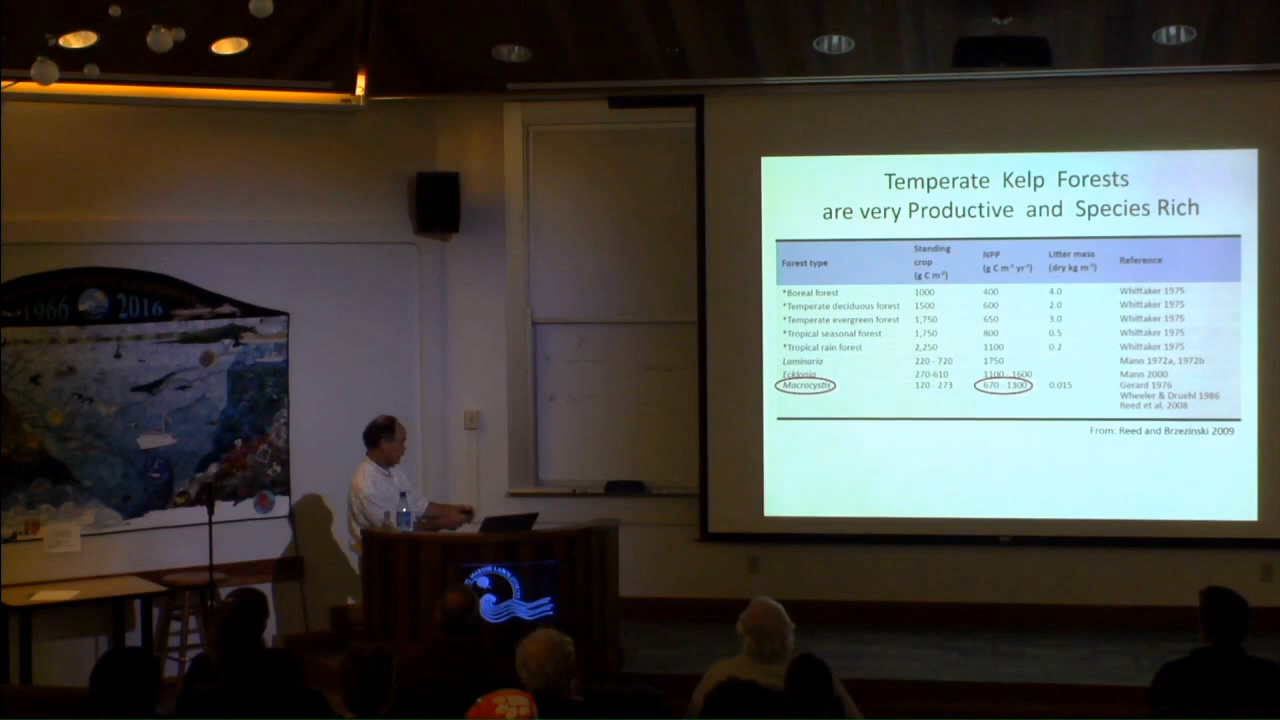 Temperate Kelp Forests
are very Productive and Species Rich
Forest type Standing crop (g C m⁻²) NPP (g C m⁻² yr⁻¹) Litter mass (dry kg m⁻²) Reference
*Boreal forest 1000 400 4.0 Whittaker 1975
*Temperate deciduous forest 1500 600 2.0 Whittaker 1975
*Temperate evergreen forest 1,750 650 3.0 Whittaker 1975
*Tropical seasonal forest 1,750 800 0.5 Whittaker 1975
*Tropical rain forest 2,250 1100 0.2 Whittaker 1975
Laminaria 220 - 720 1750 Mann 1972a, 1972b
Ecklonia 270-610 1100 - 1600 Mann 2000
Macrocystis 120 - 273 670 - 1300 0.015 Gerard 1976
Wheeler & Druehl 1986
Reed et al. 2008
From: Reed and Brzezinski 2009
1966 2016